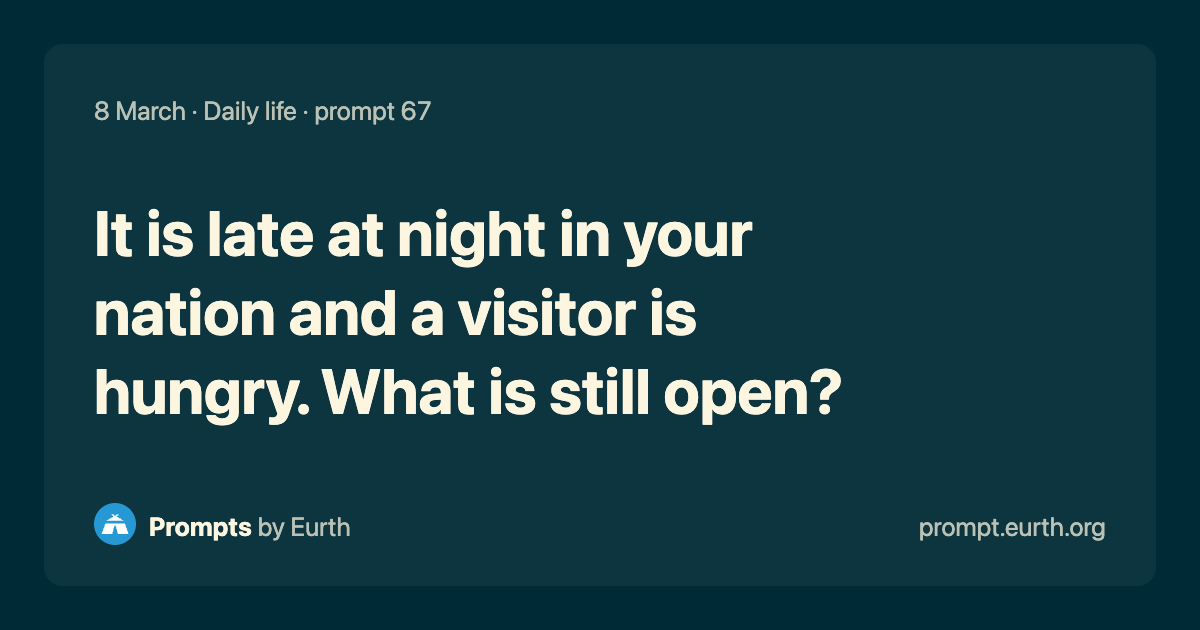 8 March · Daily life · prompt 67
It is late at night in your
nation and a visitor is
hungry. What is still open?
Prompts by Eurth
prompt.eurth.org